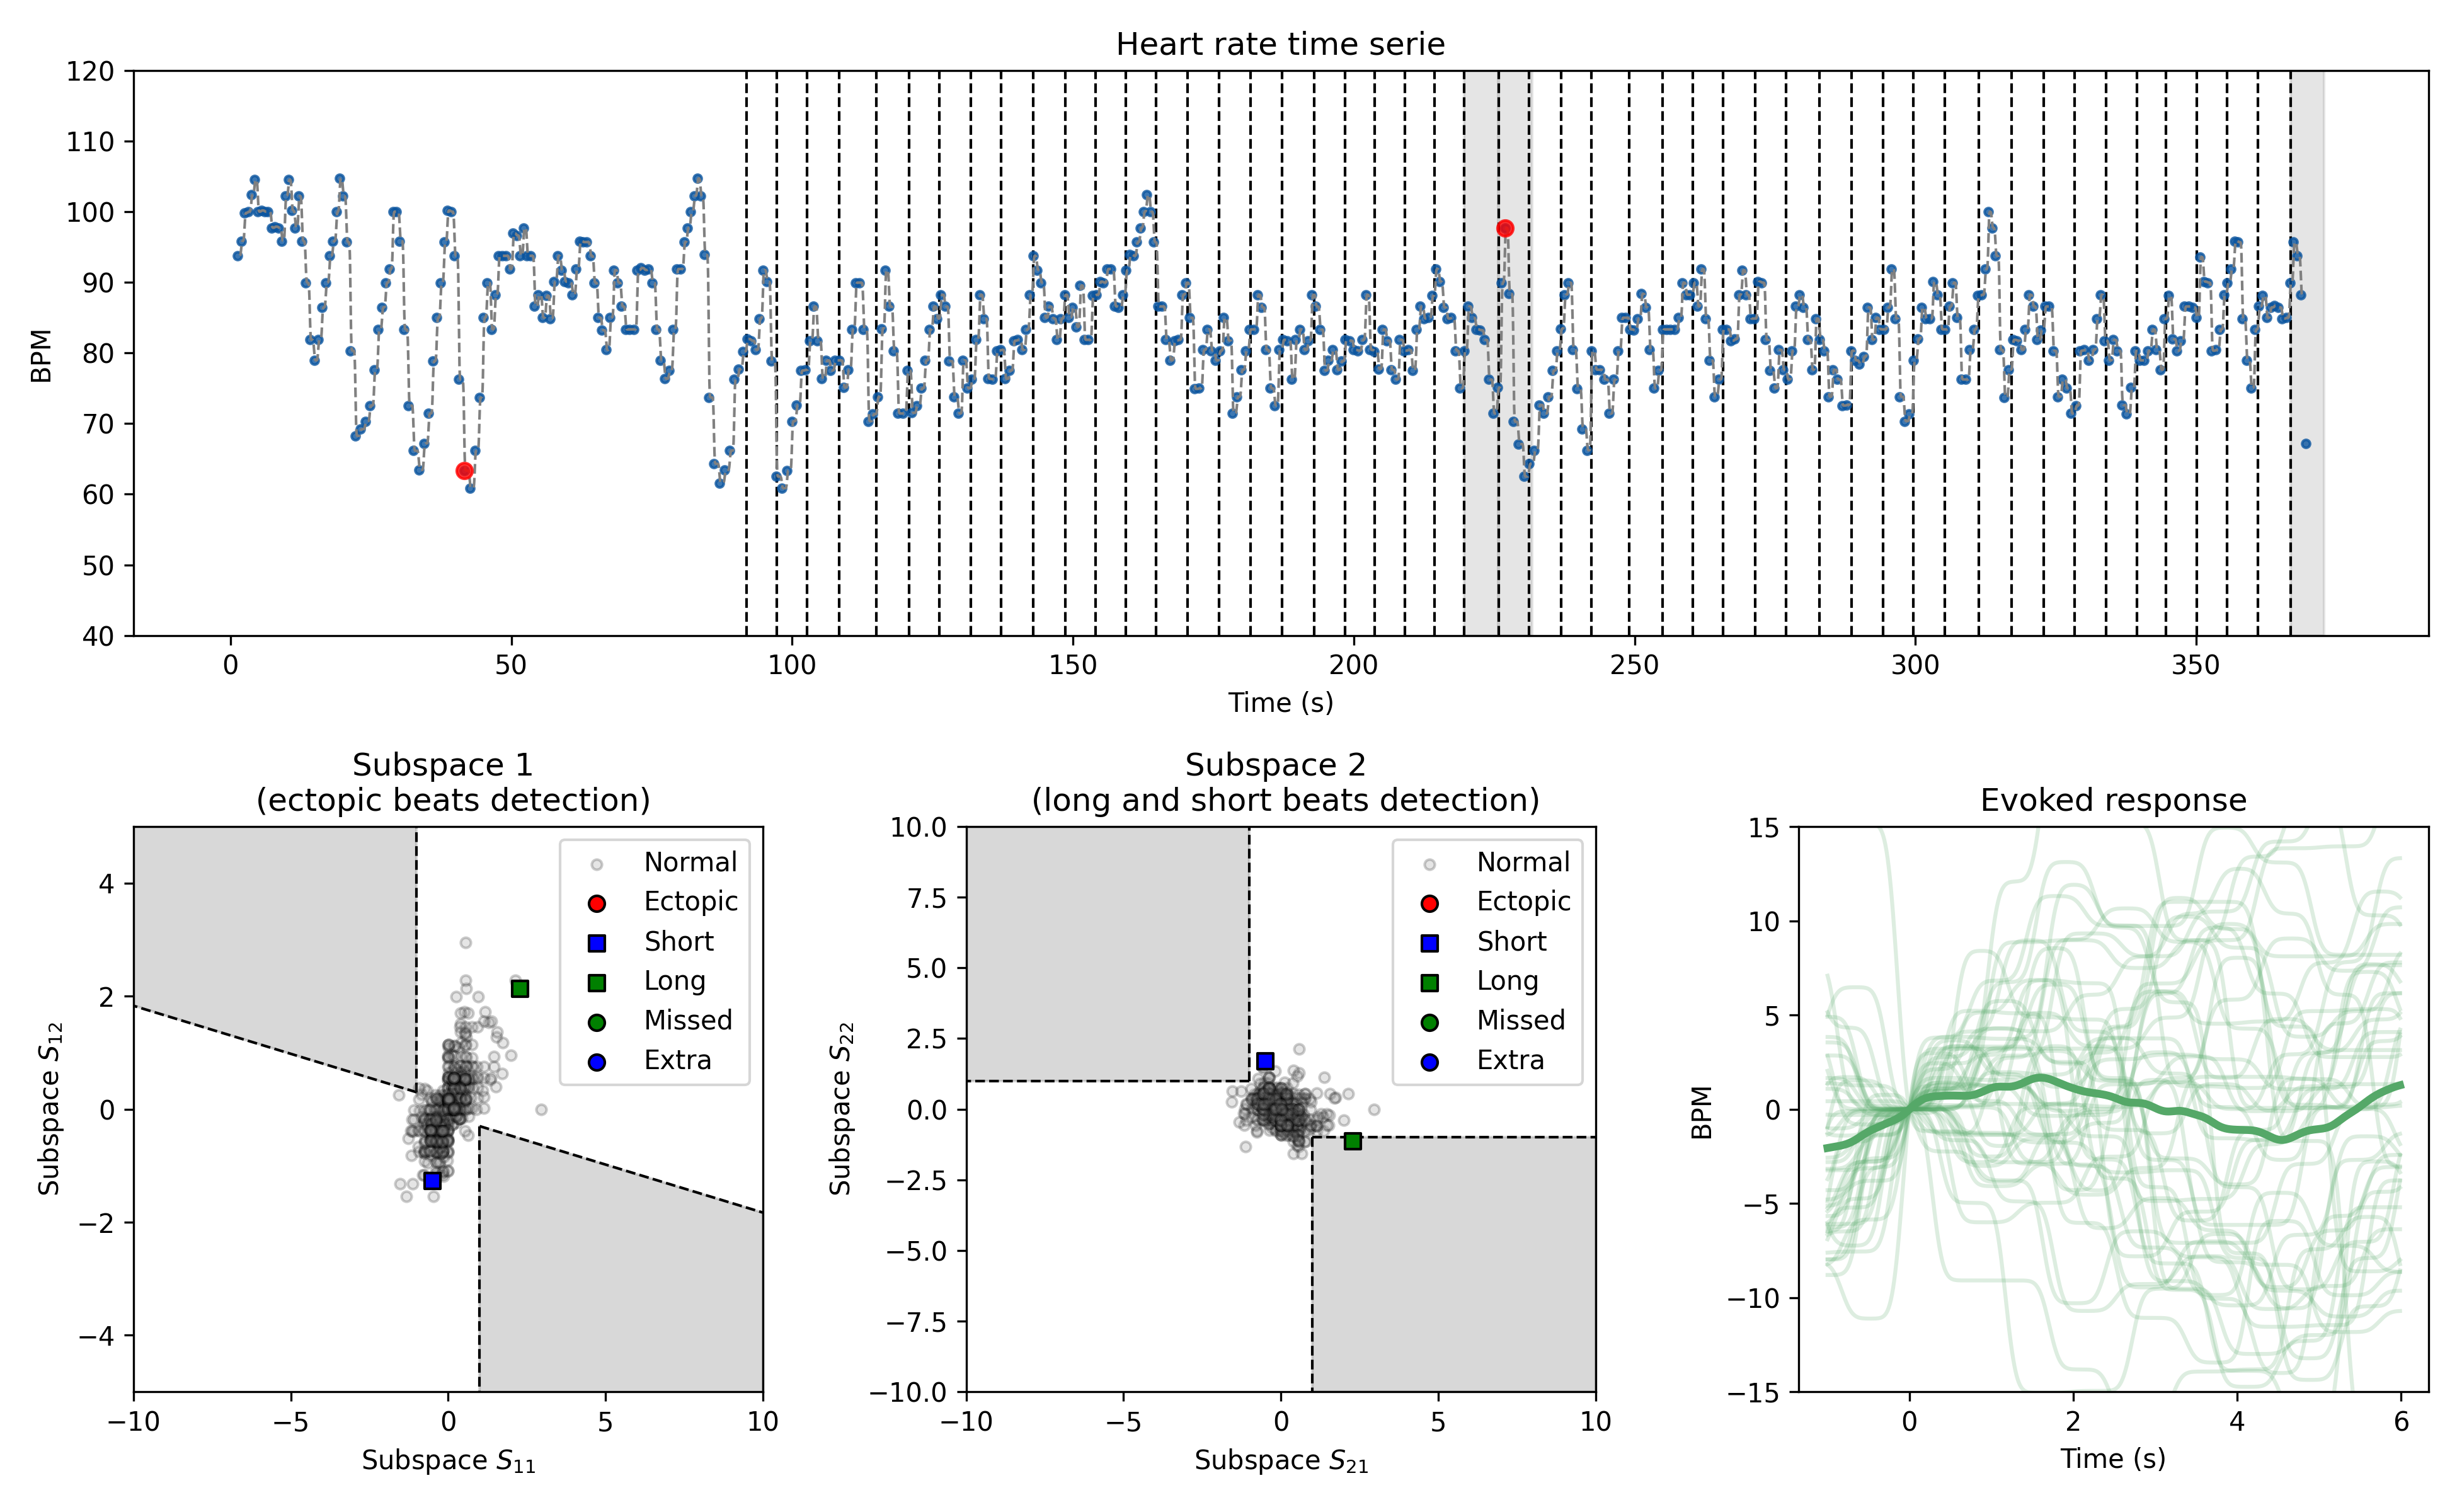 Heart rate time serie
120
110
100
90
80
70
60
50
40
BPM
0 50 100 150 200 250 300 350
Time (s)
Subspace 1
(ectopic beats detection)
4
2
0
−2
−4
Subspace S12
−10 −5 0 5 10
Subspace S11
Normal
Ectopic
Short
Long
Missed
Extra
Subspace 2
(long and short beats detection)
10.0
7.5
5.0
2.5
0.0
−2.5
−5.0
−7.5
−10.0
Subspace S22
−10 −5 0 5 10
Subspace S21
Normal
Ectopic
Short
Long
Missed
Extra
Evoked response
15
10
5
0
−5
−10
−15
BPM
0 2 4 6
Time (s)